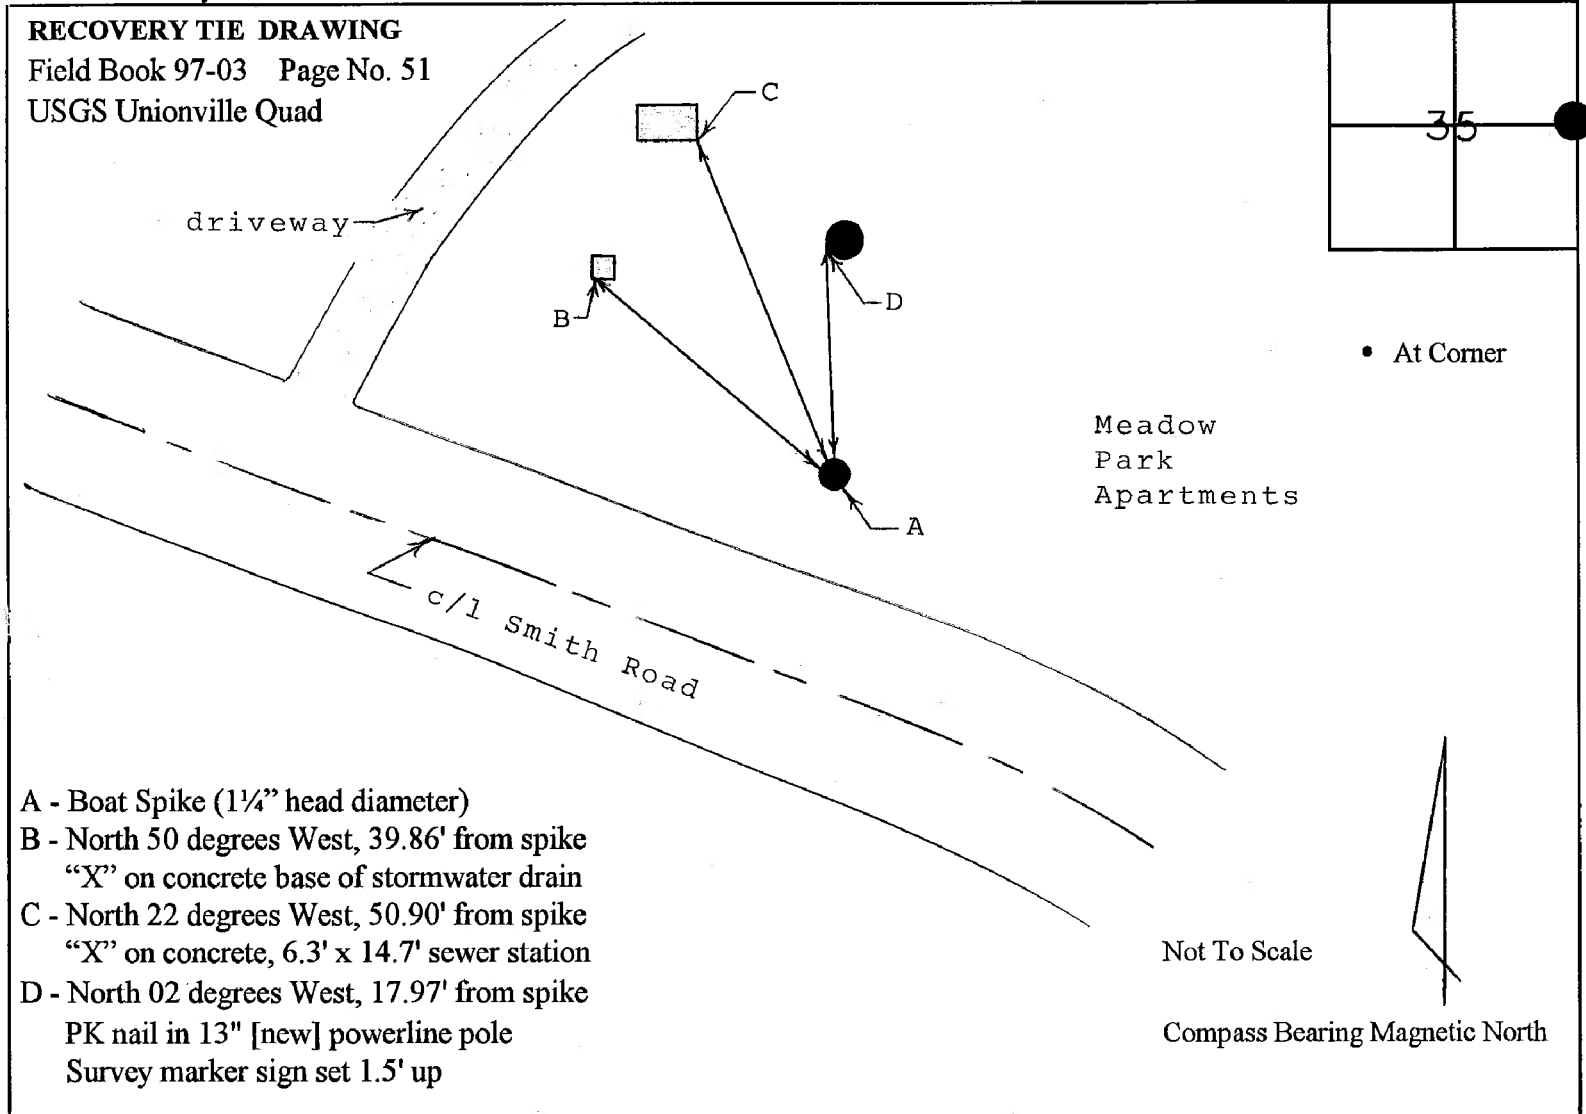 RECOVERY TIE DRAWING
Field Book 97-03 Page No. 51
USGS Unionville Quad
C
35
driveway
D
B
• At Corner
Meadow
Park
Apartments
A
c/l Smith Road
A - Boat Spike (1¼” head diameter)
B - North 50 degrees West, 39.86' from spike
“X” on concrete base of stormwater drain
C - North 22 degrees West, 50.90' from spike
“X” on concrete, 6.3' x 14.7' sewer station
D - North 02 degrees West, 17.97' from spike
PK nail in 13" [new] powerline pole
Survey marker sign set 1.5' up
Not To Scale
Compass Bearing Magnetic North